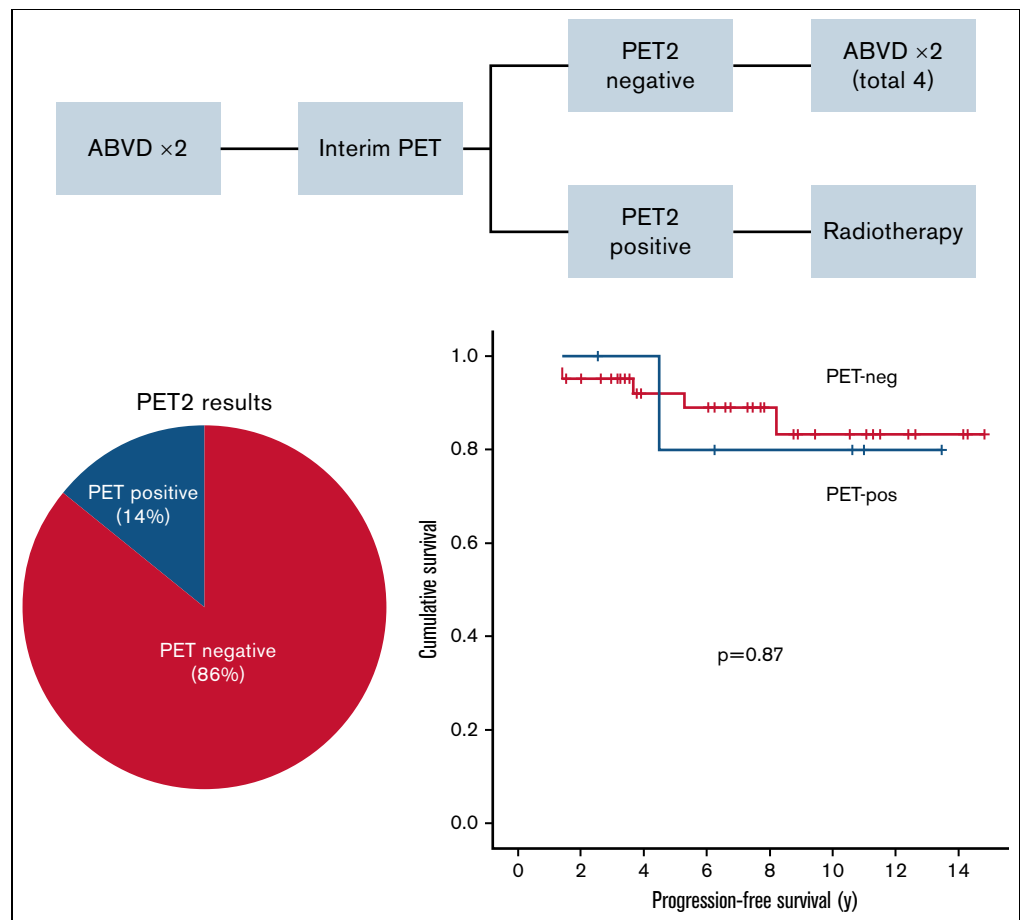 PET2
negative
ABVD ×2
(total 4)
ABVD ×2
Interim PET
PET2
positive
Radiotherapy
PET2 results
PET positive
(14%)
PET negative
(86%)
Cumulative survival
1.0
0.8
0.6
0.4
0.2
0.0
PET-neg
PET-pos
p=0.87
0 2 4 6 8 10 12 14
Progression-free survival (y)